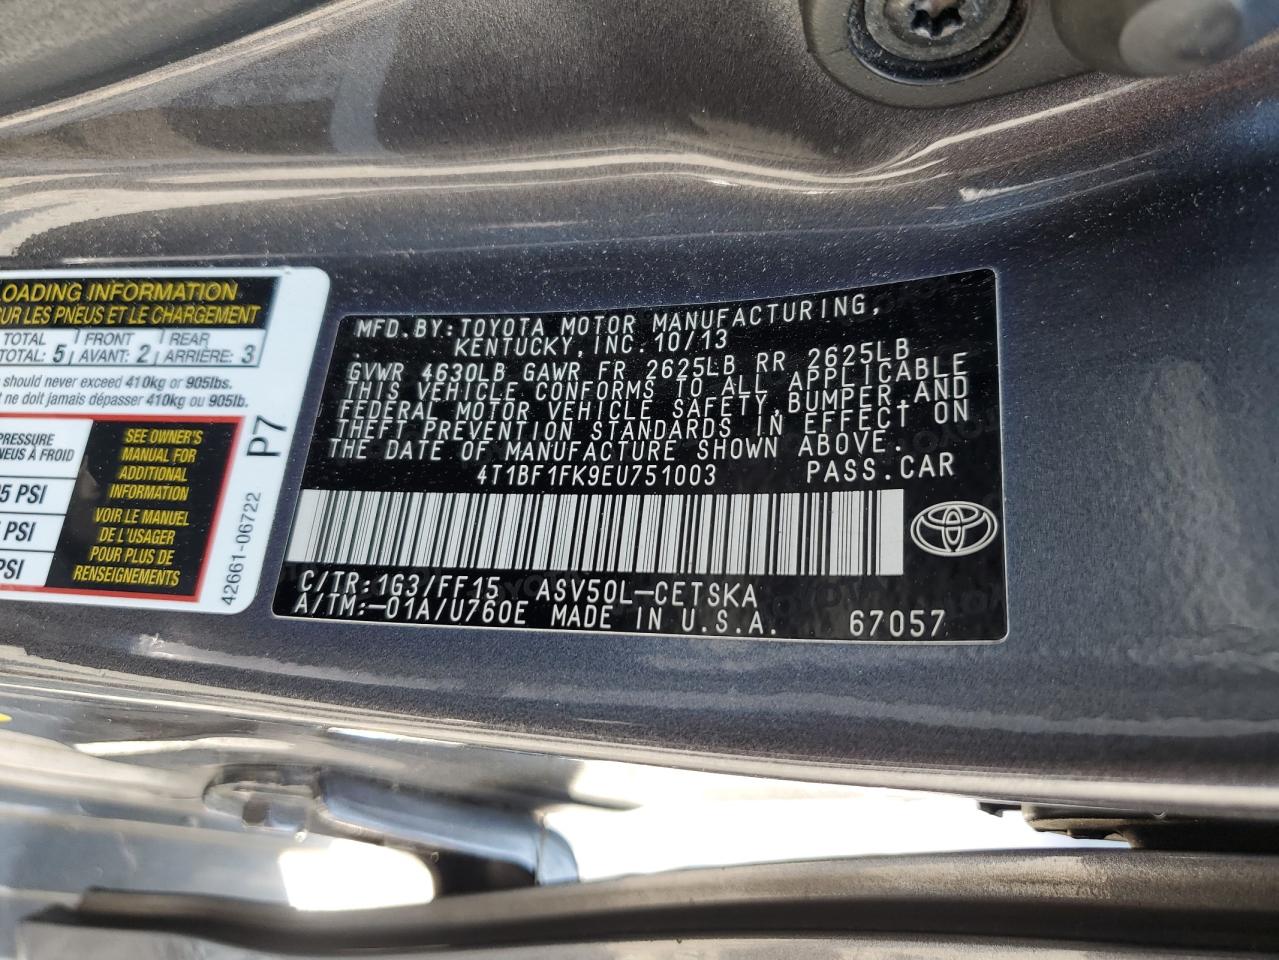 OADING INFORMATION
UR LES PNEUS ET LE CHARGEMENT
TOTAL FRONT REAR
TOTAL: 5 AVANT: 2 ARRIÈRE: 3
should never exceed 410kg or 905lbs.
ne doit jamais dépasser 410kg ou 905lb.
PRESSURE
NEUS À FROID
5 PSI
PSI
PSI
SEE OWNER'S
MANUAL FOR
ADDITIONAL
INFORMATION
VOIR LE MANUEL
DE L'USAGER
POUR PLUS DE
RENSEIGNEMENTS
P7
42661-06722
MFD.BY:TOYOTA MOTOR MANUFACTURING,
KENTUCKY,INC.10/13
GVWR 4630LB GAWR FR 2625LB RR 2625LB
THIS VEHICLE CONFORMS TO ALL APPLICABLE
FEDERAL MOTOR VEHICLE SAFETY,BUMPER,AND
THEFT PREVENTION STANDARDS IN EFFECT ON
THE DATE OF MANUFACTURE SHOWN ABOVE.
4T1BF1FK9EU751003 PASS.CAR
C/TR:1G3/FF15 ASV50L-CETSKA
A/TM:-01A/U760E MADE IN U.S.A. 67057